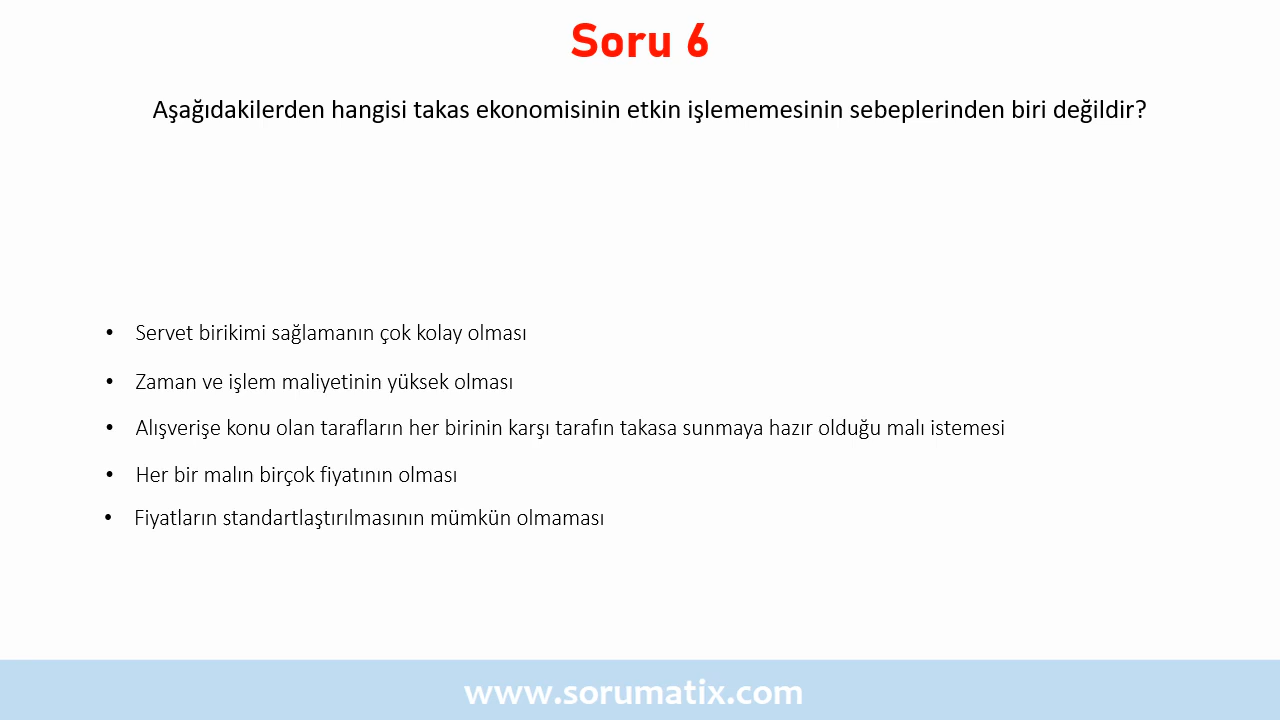 Soru 6
Aşağıdakilerden hangisi takas ekonomisinin etkin işlememesinin sebeplerinden biri değildir?
• Servet birikimi sağlamanın çok kolay olması
• Zaman ve işlem maliyetinin yüksek olması
• Alışverişe konu olan tarafların her birinin karşı tarafın takasa sunmaya hazır olduğu malı istemesi
• Her bir malın birçok fiyatının olması
• Fiyatların standartlaştırılmasının mümkün olmaması
www.sorumatix.com